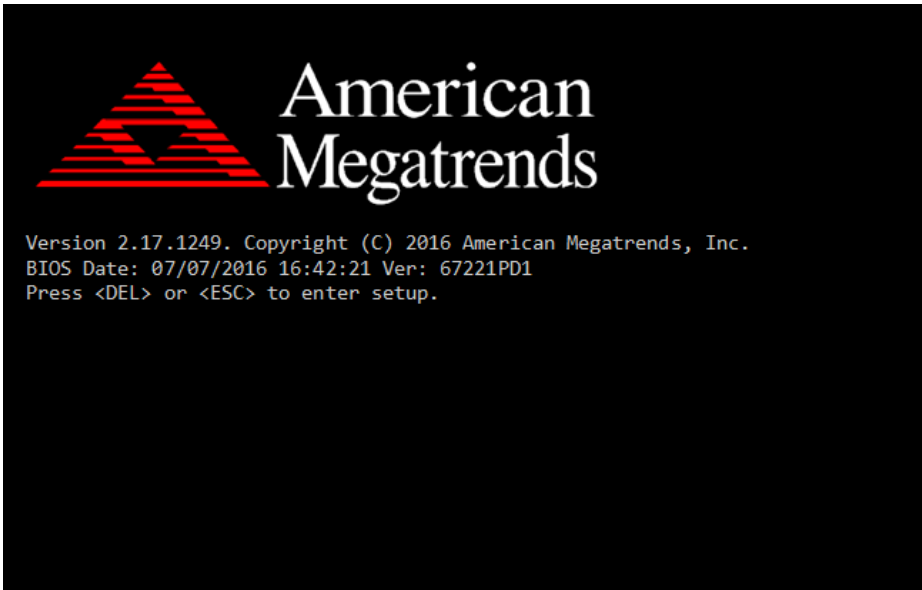 American
Megatrends
Version 2.17.1249. Copyright (C) 2016 American Megatrends, Inc.
BIOS Date: 07/07/2016 16:42:21 Ver: 67221PD1
Press <DEL> or <ESC> to enter setup.